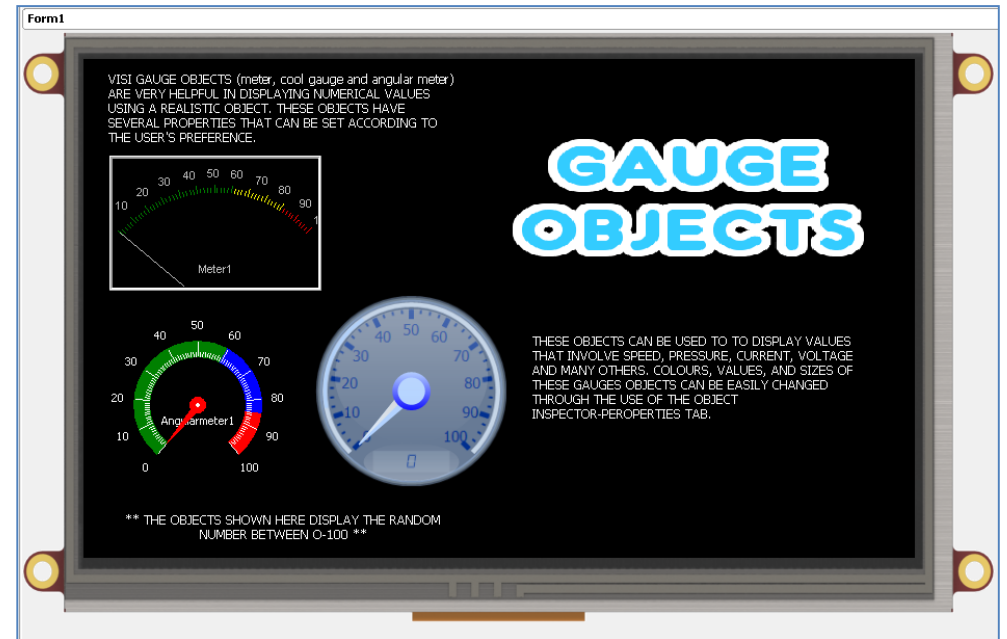 Form1
VISI GAUGE OBJECTS (meter, cool gauge and angular meter)
ARE VERY HELPFUL IN DISPLAYING NUMERICAL VALUES
USING A REALISTIC OBJECT. THESE OBJECTS HAVE
SEVERAL PROPERTIES THAT CAN BE SET ACCORDING TO
THE USER'S PREFERENCE.
GAUGE
OBJECTS
10 20 30 40 50 60 70 80 90 1
Meter1
0 10 20 30 40 50 60 70 80 90 100
Angularmeter1
0 10 20 30 40 50 60 70 80 90 100
0
THESE OBJECTS CAN BE USED TO TO DISPLAY VALUES
THAT INVOLVE SPEED, PRESSURE, CURRENT, VOLTAGE
AND MANY OTHERS. COLOURS, VALUES, AND SIZES OF
THESE GAUGES OBJECTS CAN BE EASILY CHANGED
THROUGH THE USE OF THE OBJECT
INSPECTOR-PEROPERTIES TAB.
** THE OBJECTS SHOWN HERE DISPLAY THE RANDOM
NUMBER BETWEEN O-100 **